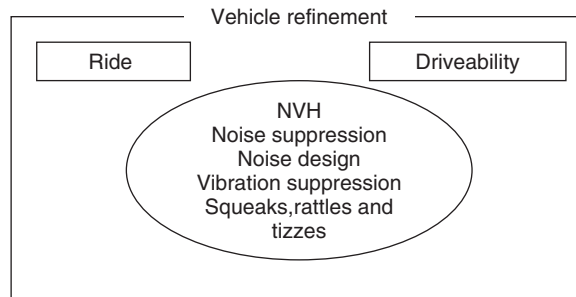 Vehicle refinement
Ride
Driveability
NVH
Noise suppression
Noise design
Vibration suppression
Squeaks,rattles and
tizzes